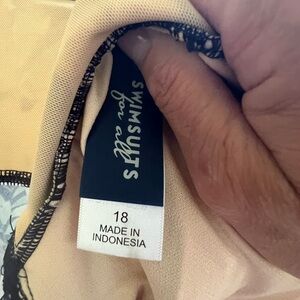 SWIMSUITS
for all
18
MADE IN
INDONESIA